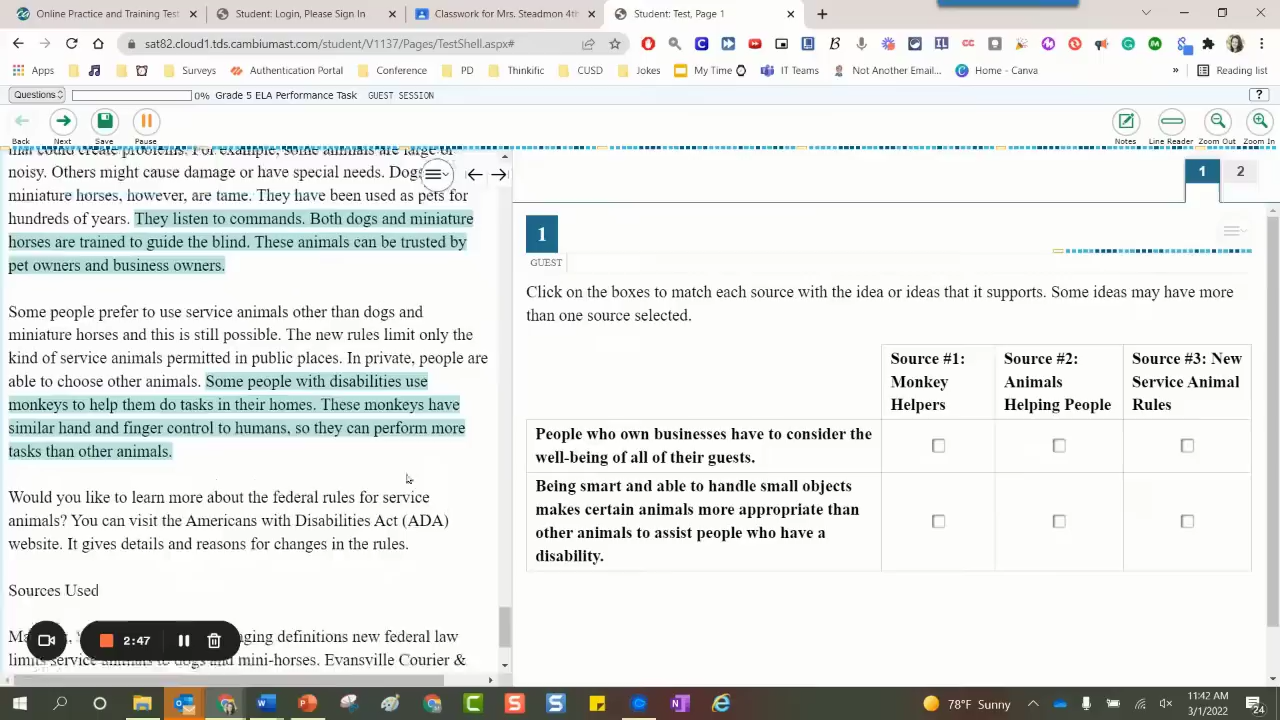 Online Accommodations and Des
Student Sign In
Classwork for Mrs. Shadmon 4th
Student: Test, Page 1
sat82.cloud1.tds.cambiumast.com/student/V1137/Pages/TestShell.aspx#
Apps
Surveys
Authentication Portal
Conference
PD
Thinkific
CUSD
Jokes
My Time
IT Teams
Not Another Email...
Home - Canva
»
Reading list
Questions
0%
Grade 5 ELA Performance Task
GUEST SESSION
Back
Next
Save
Pause
Notes
Line Reader
Zoom Out
Zoom In
noisy. Others might cause damage or have special needs. Dogs
miniature horses, however, are tame. They have been used as pets for
hundreds of years. They listen to commands. Both dogs and miniature
horses are trained to guide the blind. These animals can be trusted by
pet owners and business owners.
Some people prefer to use service animals other than dogs and
miniature horses and this is still possible. The new rules limit only the
kind of service animals permitted in public places. In private, people are
able to choose other animals. Some people with disabilities use
monkeys to help them do tasks in their homes. These monkeys have
similar hand and finger control to humans, so they can perform more
tasks than other animals.
Would you like to learn more about the federal rules for service
animals? You can visit the Americans with Disabilities Act (ADA)
website. It gives details and reasons for changes in the rules.
Sources Used
nging definitions new federal law
limits service animals to dogs and mini-horses. Evansville Courier &
2:47
1
2
1
GUEST
Click on the boxes to match each source with the idea or ideas that it supports. Some ideas may have more
than one source selected.
Source #1:
Monkey
Helpers
Source #2:
Animals
Helping People
Source #3: New
Service Animal
Rules
People who own businesses have to consider the
well-being of all of their guests.
Being smart and able to handle small objects
makes certain animals more appropriate than
other animals to assist people who have a
disability.
78°F Sunny
11:42 AM
3/1/2022
24